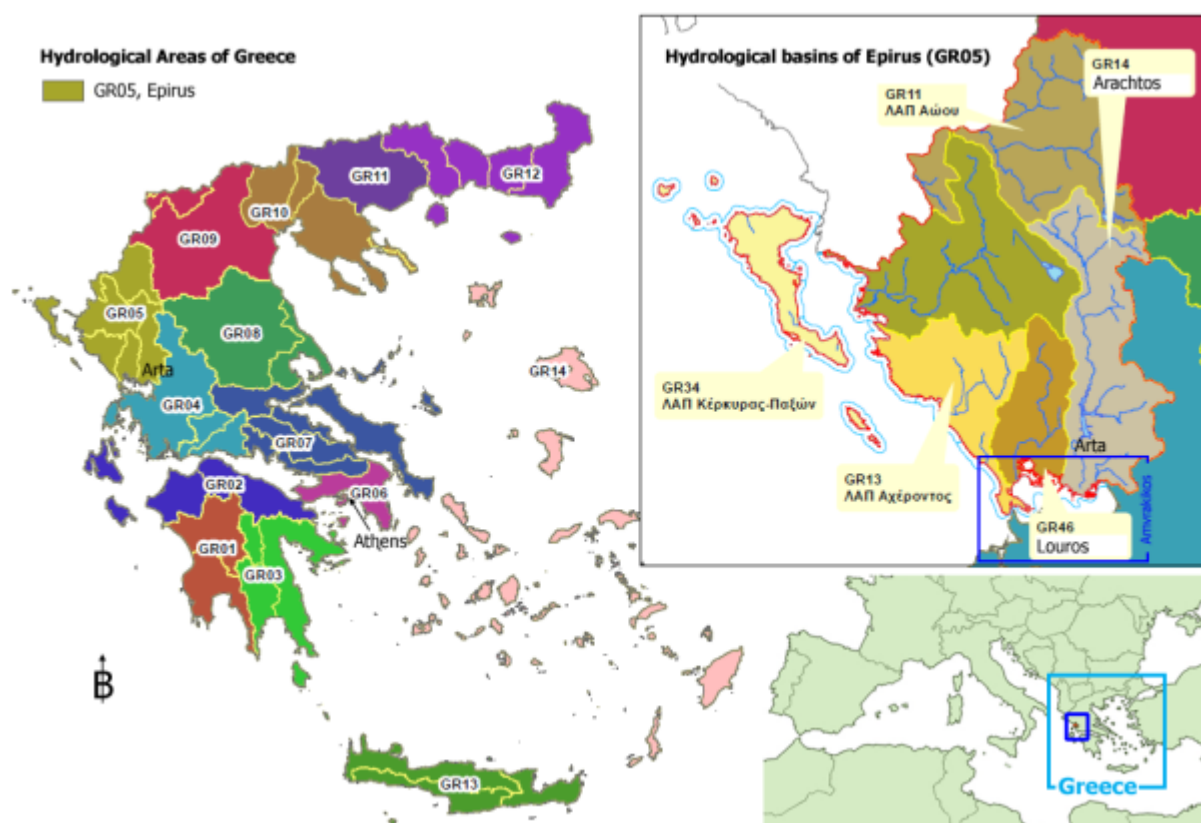 Hydrological Areas of Greece
GR05, Epirus
GR11
GR12
GR10
GR09
GR05
GR08
Arta
GR04
GR14
GR07
GR02
GR06
Athens
GR01
GR03
B
GR13
Hydrological basins of Epirus (GR05)
GR14
Arachtos
GR11
ΛΑΠ Αώου
GR34
ΛΑΠ Κέρκυρας-Παξών
GR13
ΛΑΠ Αχέροντος
Arta
GR46
Louros
Amvrakikos
Greece